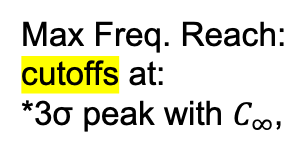 Max Freq. Reach:
cutoffs at:
*3σ peak with C∞,